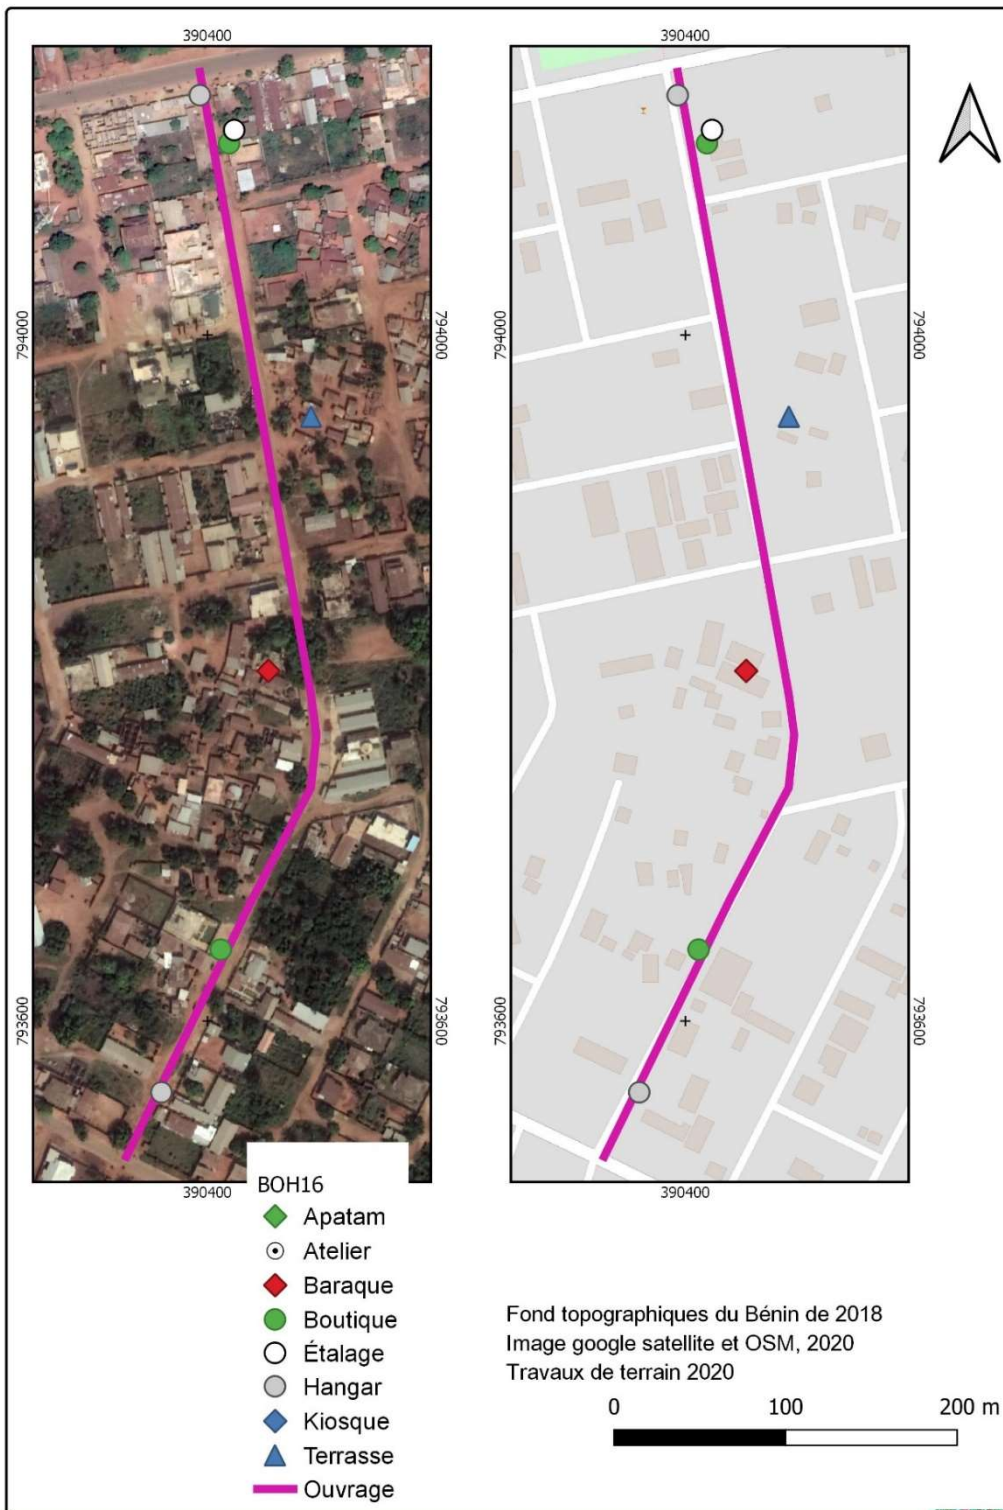 390400
390400
794000
794000
794000
793600
793600
793600
390400
390400
BOH16
Apatam
Atelier
Baraque
Boutique
Étalage
Hangar
Kiosque
Terrasse
Ouvrage
Fond topographiques du Bénin de 2018
Image google satellite et OSM, 2020
Travaux de terrain 2020
0 100 200 m